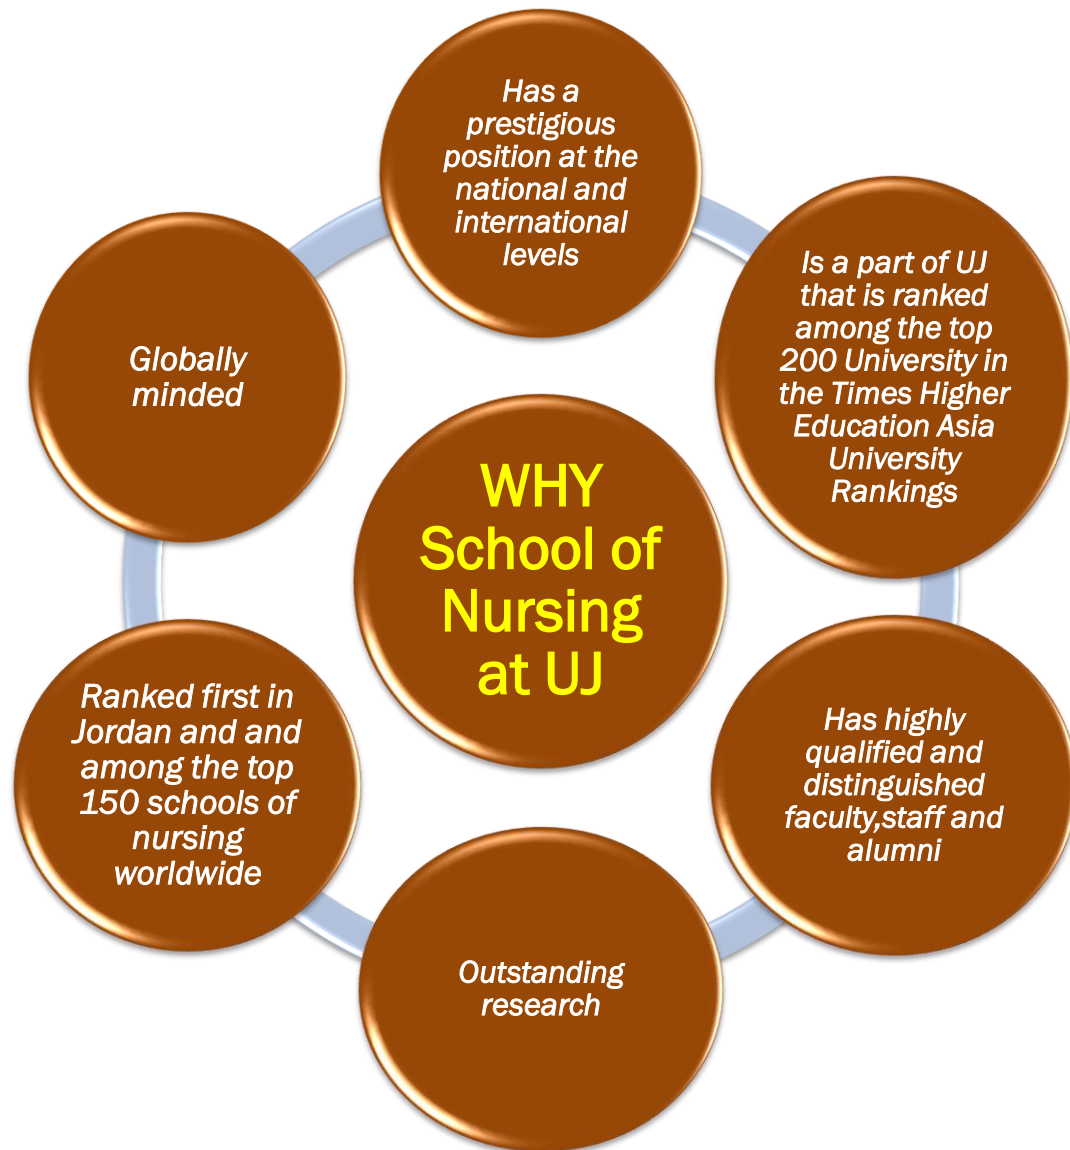 Has a
prestigious
position at the
national and
international
levels
Is a part of UJ
that is ranked
among the top
200 University in
the Times Higher
Education Asia
University
Rankings
Has highly
qualified and
distinguished
faculty,staff and
alumni
Outstanding
research
Ranked first in
Jordan and and
among the top
150 schools of
nursing
worldwide
Globally
minded
WHY
School of
Nursing
at UJ